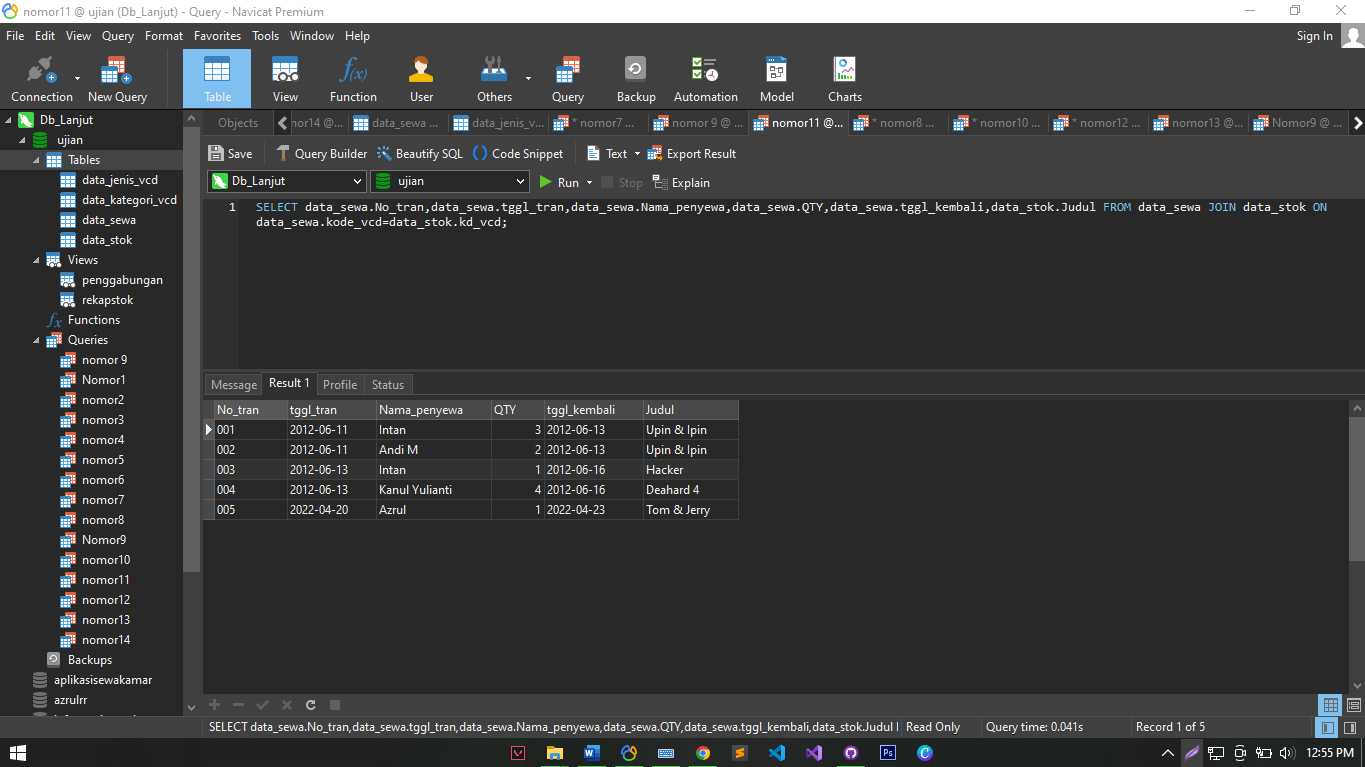 nomor11 @ ujian (Db_Lanjut) - Query - Navicat Premium
File Edit View Query Format Favorites Tools Window Help Sign In
Connection New Query Table View Function User Others Query Backup Automation Model Charts
Objects nor14 @... data_sewa ... data_jenis_v... * nomor7 ... nomor 9 @ ... nomor11 @... * nomor8 ... * nomor10 ... * nomor12 ... nomor13 @... Nomor9 @ ...
Save Query Builder Beautify SQL () Code Snippet Text Export Result
Db_Lanjut ujian Run Stop Explain
1 SELECT data_sewa.No_tran,data_sewa.tggl_tran,data_sewa.Nama_penyewa,data_sewa.QTY,data_sewa.tggl_kembali,data_stok.Judul FROM data_sewa JOIN data_stok ON
data_sewa.kode_vcd=data_stok.kd_vcd;
Db_Lanjut
ujian
Tables
data_jenis_vcd
data_kategori_vcd
data_sewa
data_stok
Views
penggabungan
rekapstok
fx Functions
Queries
nomor 9
Nomor1
nomor2
nomor3
nomor4
nomor5
nomor6
nomor7
nomor8
Nomor9
nomor10
nomor11
nomor12
nomor13
nomor14
Backups
aplikasisewakamar
azrulrr
Message Result 1 Profile Status
No_tran tggl_tran Nama_penyewa QTY tggl_kembali Judul
001 2012-06-11 Intan 3 2012-06-13 Upin & Ipin
002 2012-06-11 Andi M 2 2012-06-13 Upin & Ipin
003 2012-06-13 Intan 1 2012-06-16 Hacker
004 2012-06-13 Kanul Yulianti 4 2012-06-16 Deahard 4
005 2022-04-20 Azrul 1 2022-04-23 Tom & Jerry
SELECT data_sewa.No_tran,data_sewa.tggl_tran,data_sewa.Nama_penyewa,data_sewa.QTY,data_sewa.tggl_kembali,data_stok.Judul Read Only Query time: 0.041s Record 1 of 5
12:55 PM